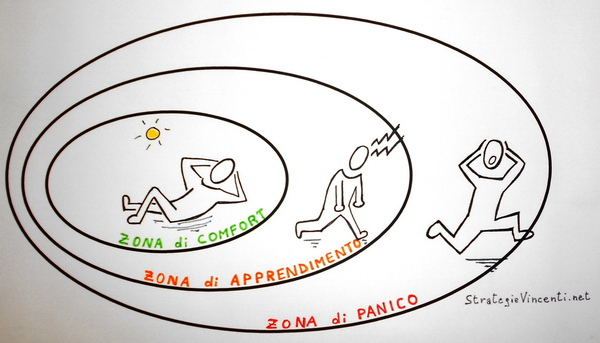 ZONA di COMFORT
ZONA di APPRENDIMENTO
ZONA di PANICO
StrategieVincenti.net